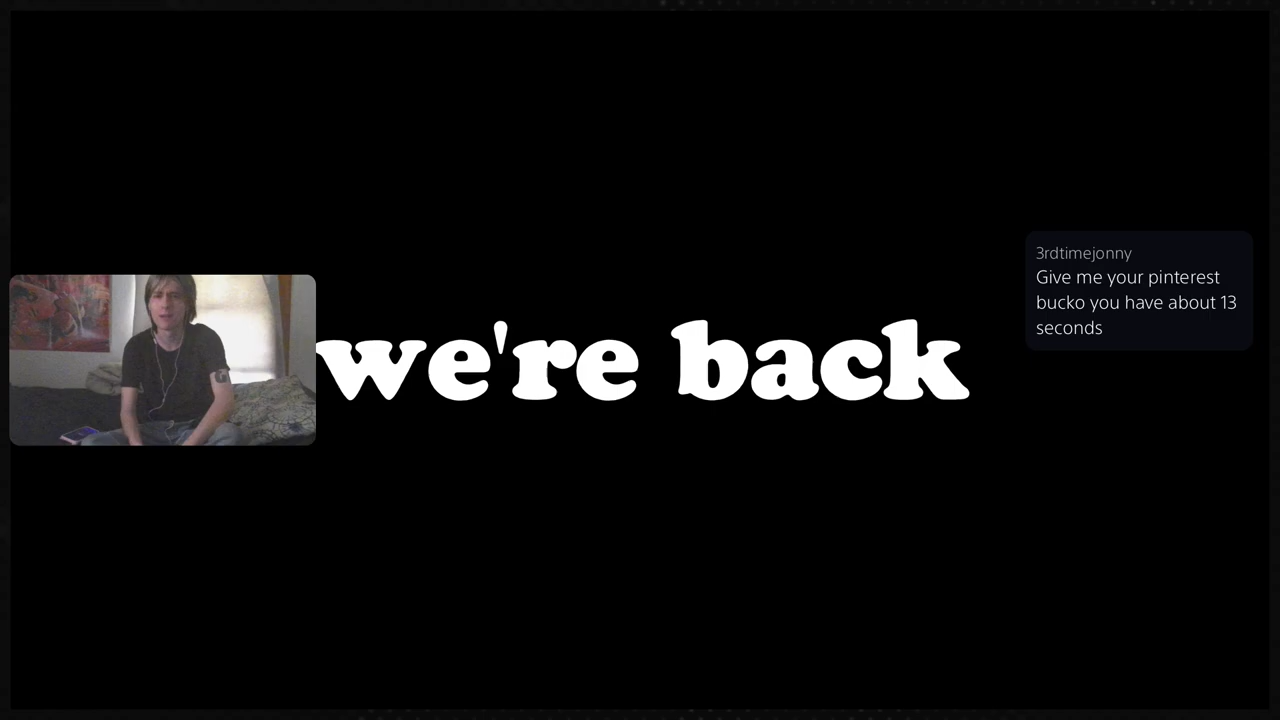 we're back
3rdtimejonny
Give me your pinterest
bucko you have about 13
seconds